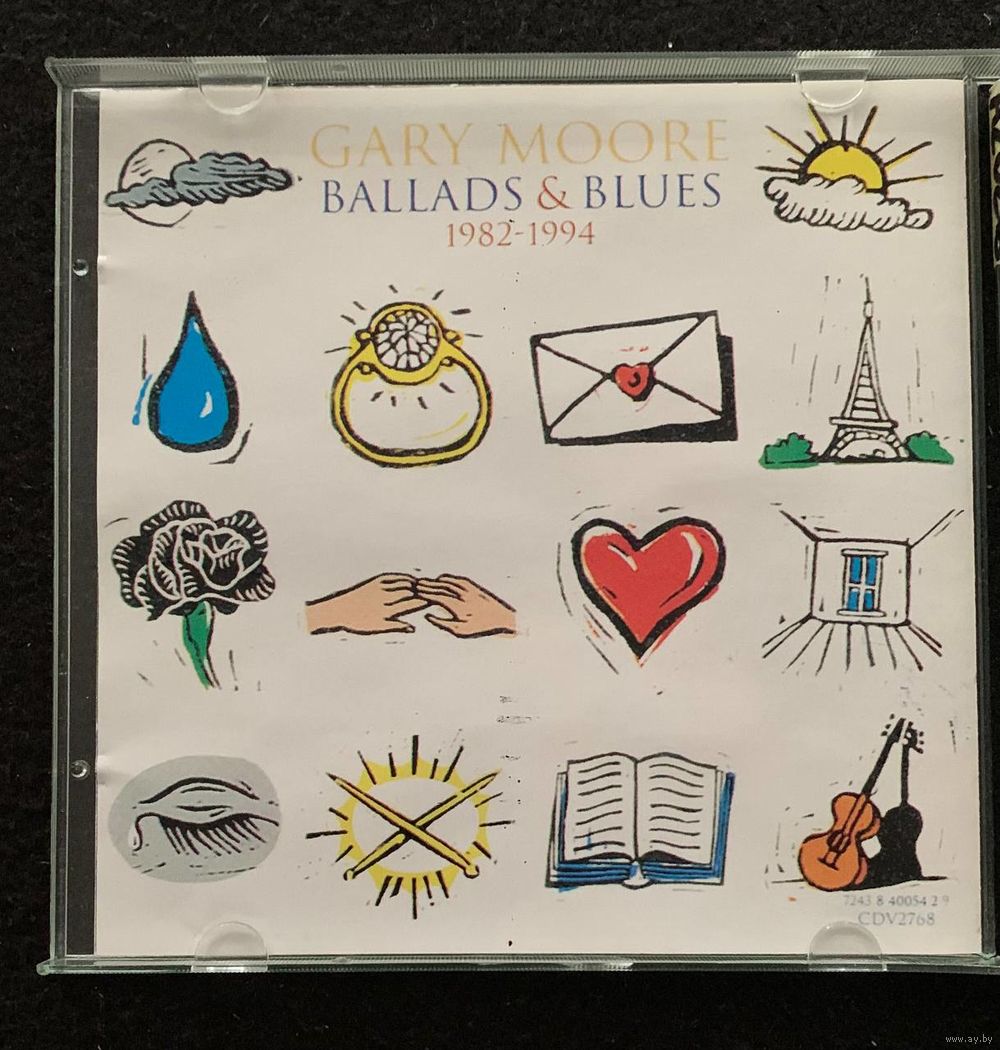 GARY MOORE
BALLADS & BLUES
1982-1994
7243 8 40054 2 9
CDV2768
www.ay.by